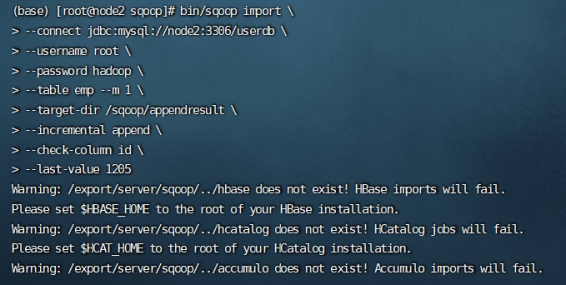 (base) [root@node2 sqoop]# bin/sqoop import \
> --connect jdbc:mysql://node2:3306/userdb \
> --username root \
> --password hadoop \
> --table emp --m 1 \
> --target-dir /sqoop/appendresult \
> --incremental append \
> --check-column id \
> --last-value 1205
Warning: /export/server/sqoop/../hbase does not exist! HBase imports will fail.
Please set $HBASE_HOME to the root of your HBase installation.
Warning: /export/server/sqoop/../hcatalog does not exist! HCatalog jobs will fail.
Please set $HCAT_HOME to the root of your HCatalog installation.
Warning: /export/server/sqoop/../accumulo does not exist! Accumulo imports will fail.